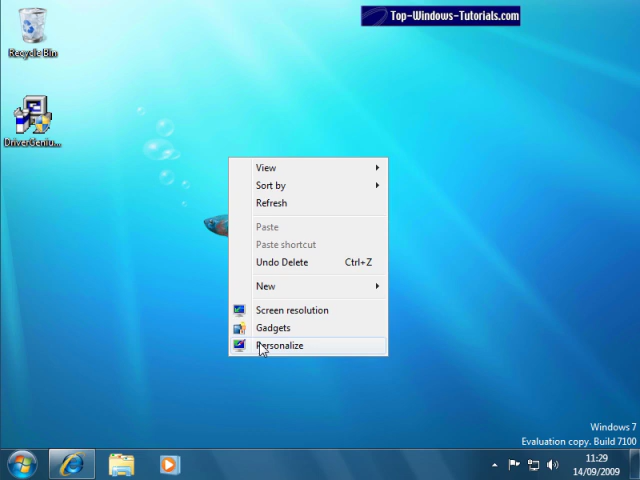 Top-Windows-Tutorials.com
Recycle Bin
DriverGeniu...
View
Sort by
Refresh
Paste
Paste shortcut
Undo Delete Ctrl+Z
New
Screen resolution
Gadgets
Personalize
Windows 7
Evaluation copy. Build 7100
11:29
14/09/2009